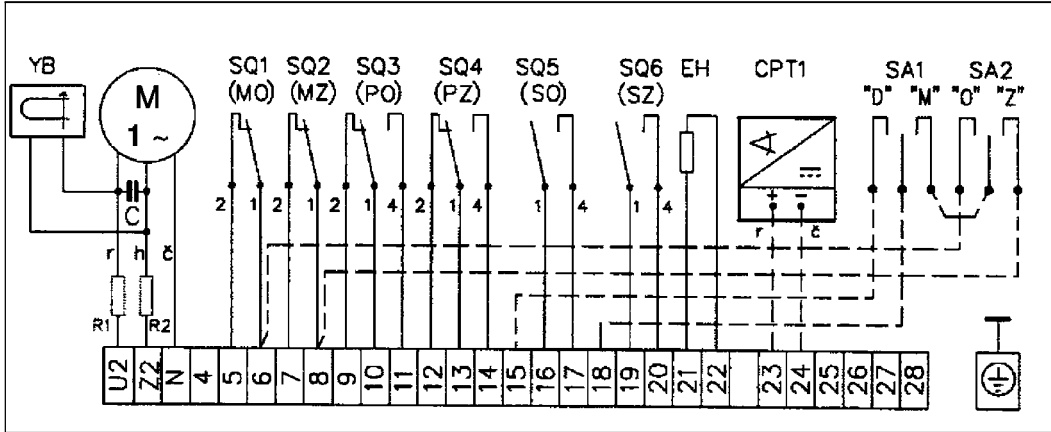 YB
M
1 ~
SQ1 SQ2 SQ3 SQ4 SQ5 SQ6 EH CPT1 SA1 SA2
(MO) (MZ) (PO) (PZ) (SO) (SZ) "D" "M" "O" "Z"
C
2 1 2 1 2 1 4 2 1 4 1 4 1 4
+ −
r h č r č
R1 R2
U2 Z2 N 4 5 6 7 8 9 10 11 12 13 14 15 16 17 18 19 20 21 22 23 24 25 26 27 28